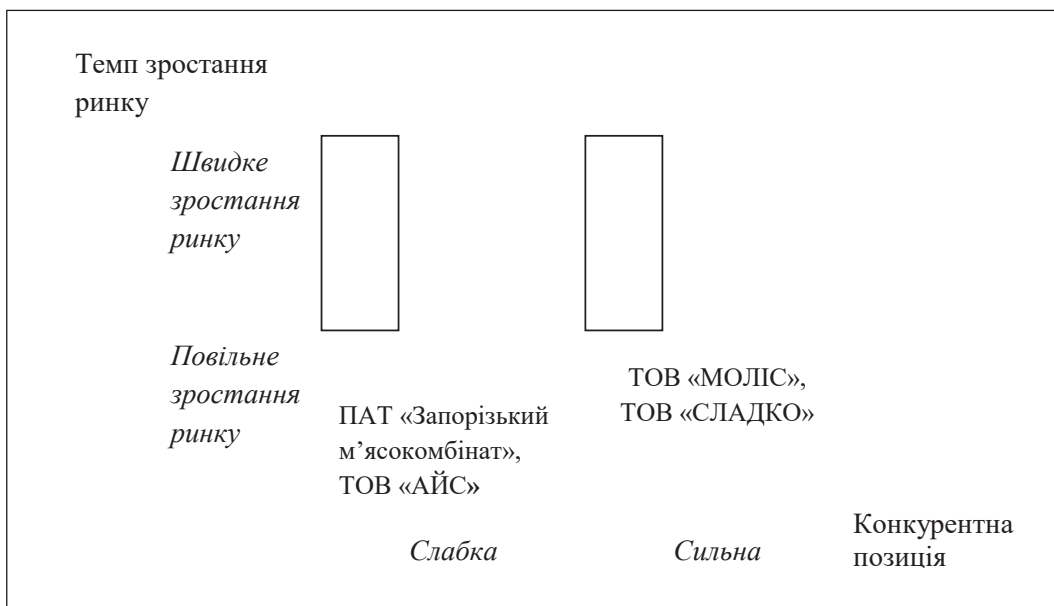 Темп зростання
ринку
Швидке
зростання
ринку
Повільне
зростання
ринку
ПАТ «Запорізький
м’ясокомбінат»,
ТОВ «АЙС»
ТОВ «МОЛІС»,
ТОВ «СЛАДКО»
Слабка
Сильна
Конкурентна
позиція